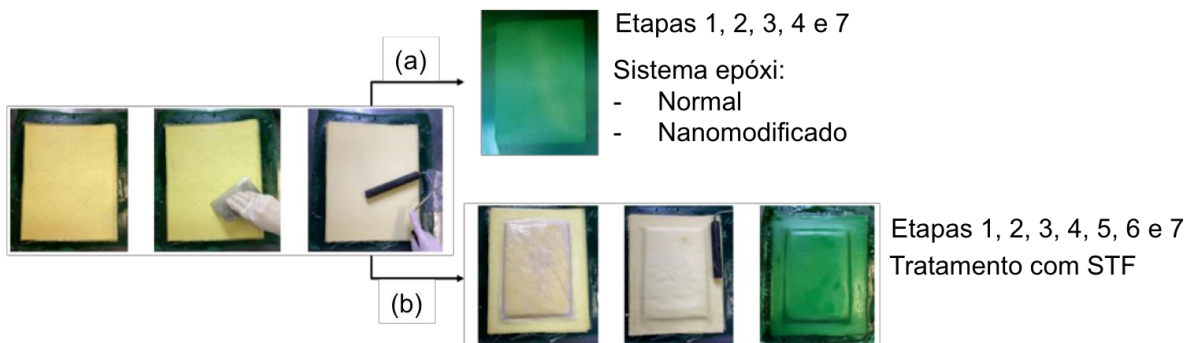 (a)
Etapas 1, 2, 3, 4 e 7
Sistema epóxi:
- Normal
- Nanomodificado
(b)
Etapas 1, 2, 3, 4, 5, 6 e 7
Tratamento com STF